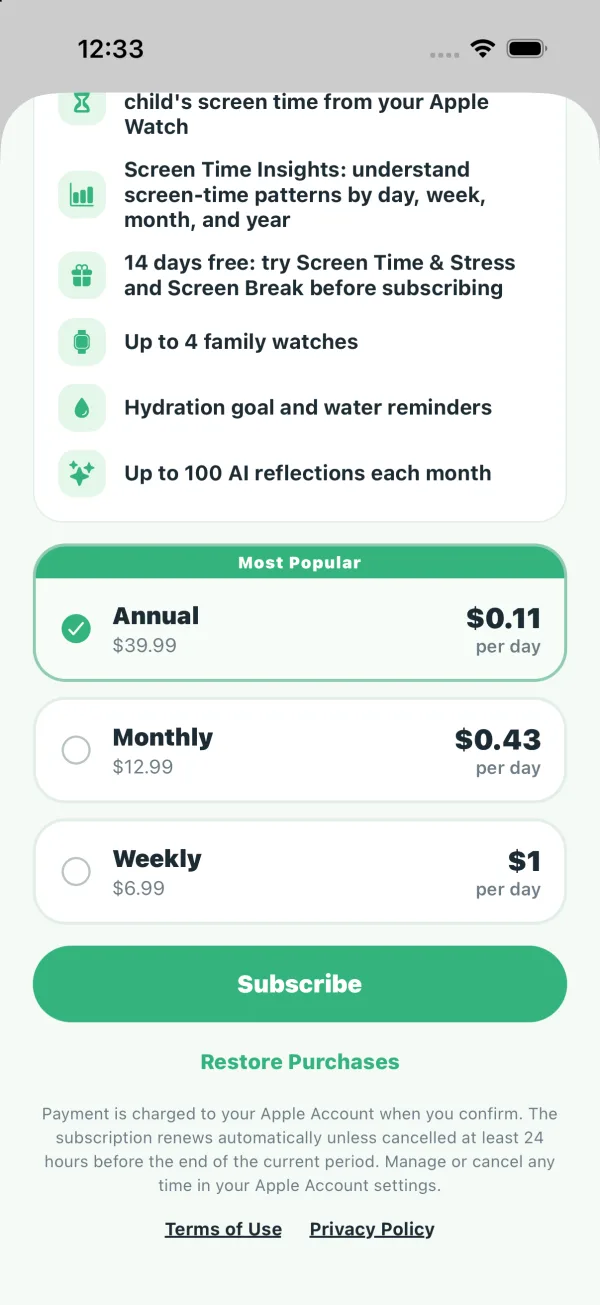 12:33
child's screen time from your Apple
Watch
Screen Time Insights: understand
screen-time patterns by day, week,
month, and year
14 days free: try Screen Time & Stress
and Screen Break before subscribing
Up to 4 family watches
Hydration goal and water reminders
Up to 100 AI reflections each month
Most Popular
Annual
$39.99
$0.11
per day
Monthly
$12.99
$0.43
per day
Weekly
$6.99
$1
per day
Subscribe
Restore Purchases
Payment is charged to your Apple Account when you confirm. The
subscription renews automatically unless cancelled at least 24
hours before the end of the current period. Manage or cancel any
time in your Apple Account settings.
Terms of Use Privacy Policy